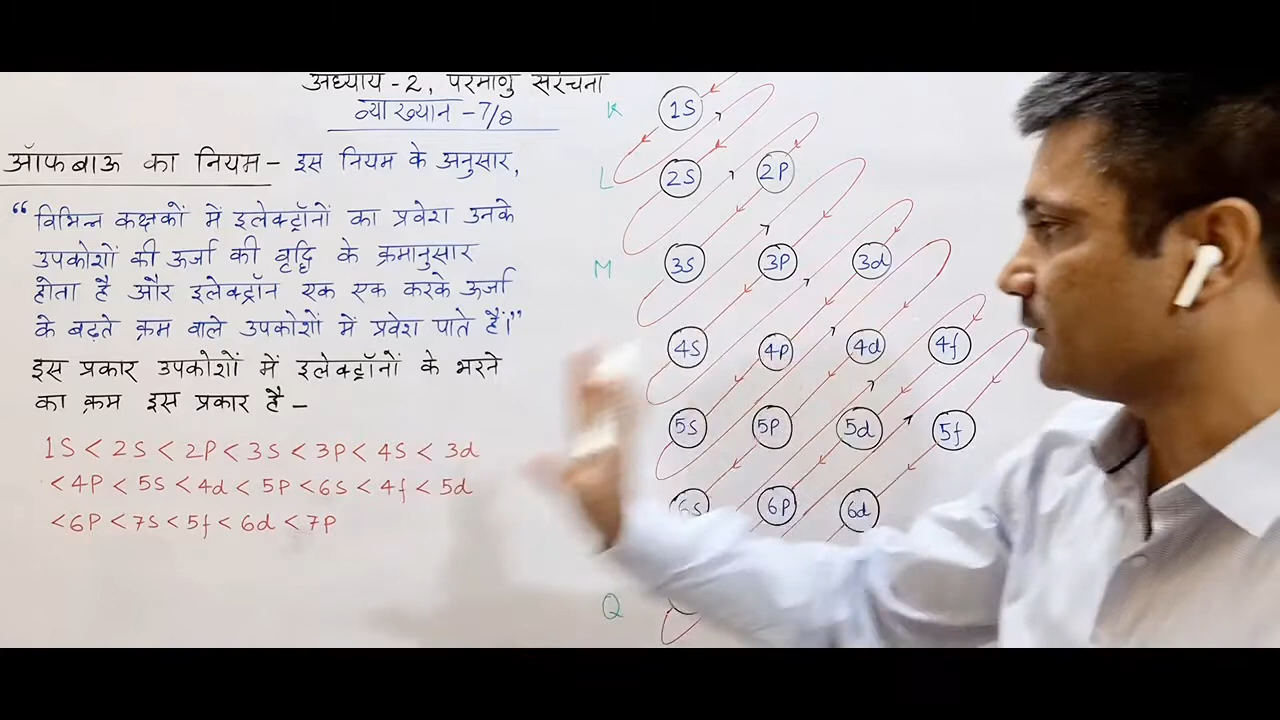 अध्याय -2, परमाणु संरचना
व्याख्यान -7/8
ऑफबाऊ का नियम- इस नियम के अनुसार,
“विभिन्न कक्षकों में इलेक्ट्रॉनों का प्रवेश उनके
उपकोशों की ऊर्जा की वृद्धि के क्रमानुसार
होता है और इलेक्ट्रॉन एक एक करके ऊर्जा
के बढ़ते क्रम वाले उपकोशों में प्रवेश पाते हैं।”
इस प्रकार उपकोशों में इलेक्ट्रॉनों के भरने
का क्रम इस प्रकार है -
1S < 2S < 2P < 3S < 3P < 4S < 3d
< 4P < 5S < 4d < 5P < 6S < 4f < 5d
< 6P < 7S < 5f < 6d < 7P
K 1S
L 2S 2P
M 3S 3P 3d
4S 4P 4d 4f
5S 5P 5d 5f
6S 6P 6d
Q